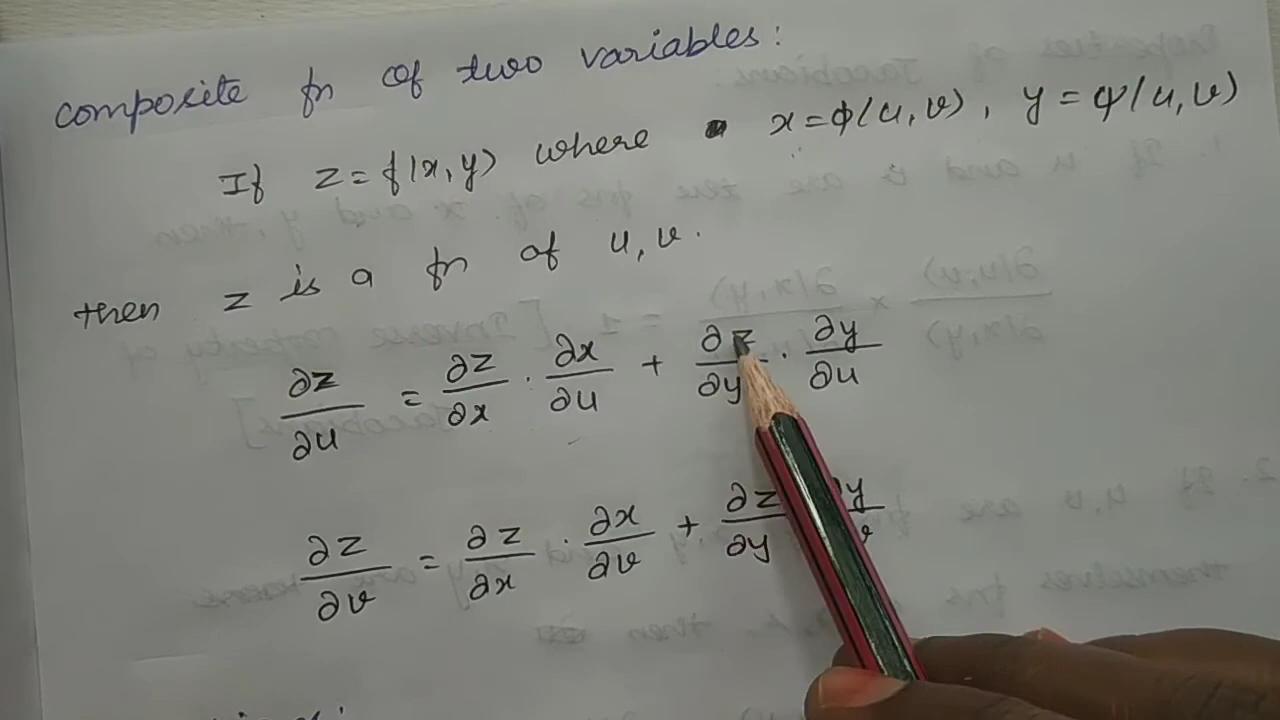 composite fn of two variables:
If z = f(x, y) where x = φ(u, v), y = ψ(u, v)
then z is a fn of u, v.
∂z/∂u = ∂z/∂x · ∂x/∂u + ∂z/∂y · ∂y/∂u
∂z/∂v = ∂z/∂x · ∂x/∂v + ∂z/∂y ∂y/∂v